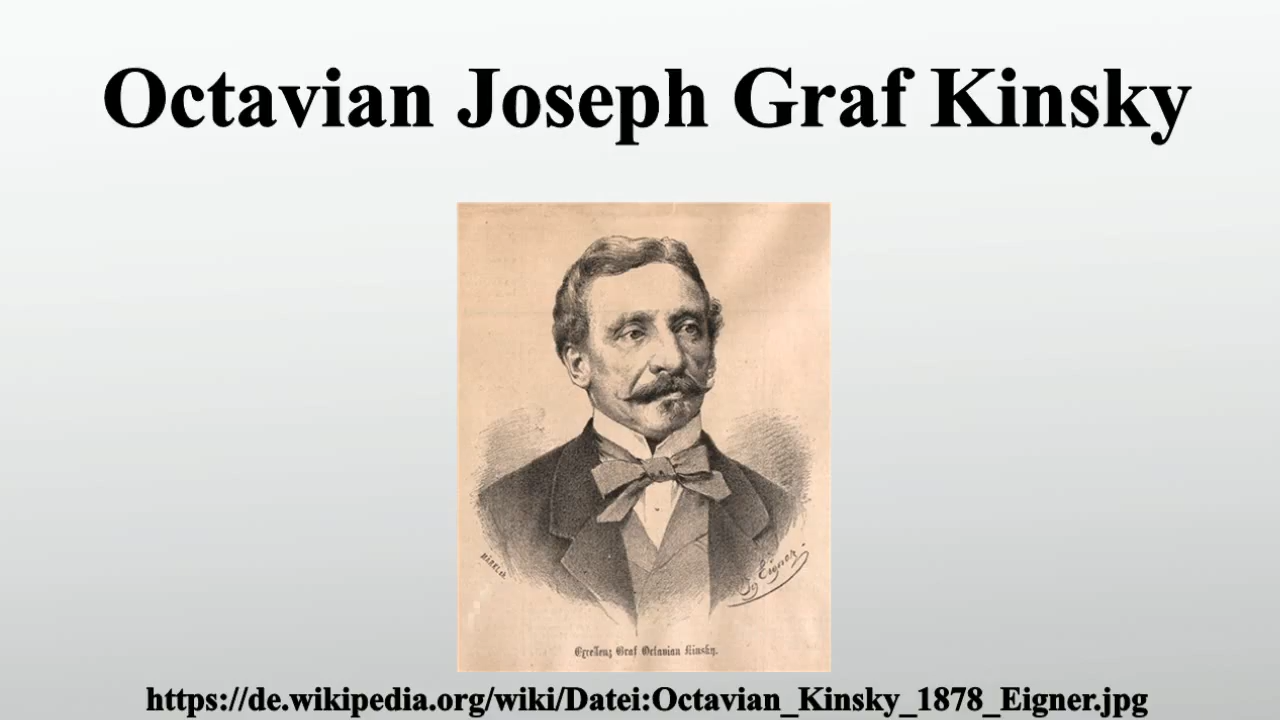 Octavian Joseph Graf Kinsky
Excellenz Graf Octavian Kinsky.
https://de.wikipedia.org/wiki/Datei:Octavian_Kinsky_1878_Eigner.jpg